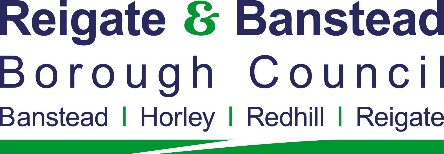 Reigate & Banstead
Borough Council
Banstead | Horley | Redhill | Reigate